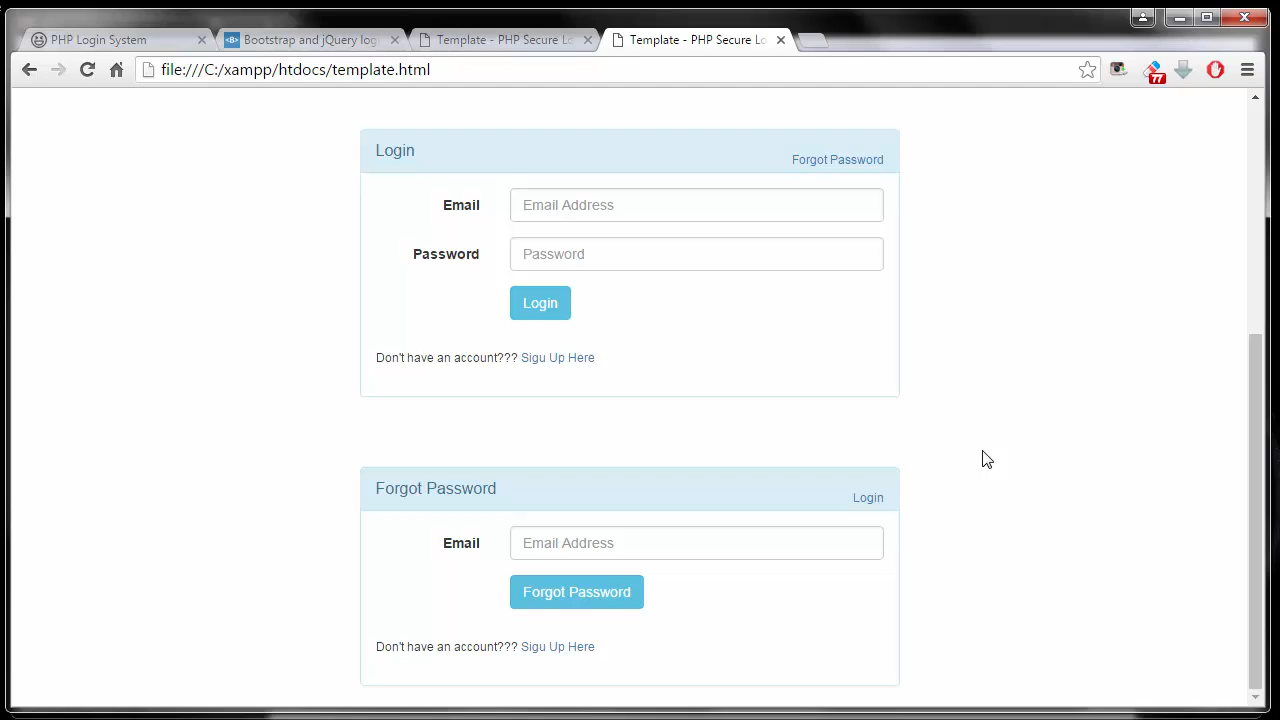 PHP Login System
Bootstrap and jQuery log
Template - PHP Secure Lo
Template - PHP Secure Lo
file:///C:/xampp/htdocs/template.html
77
Login
Forgot Password
Email
Email Address
Password
Password
Login
Don't have an account??? Sigu Up Here
Forgot Password
Login
Email
Email Address
Forgot Password
Don't have an account??? Sigu Up Here